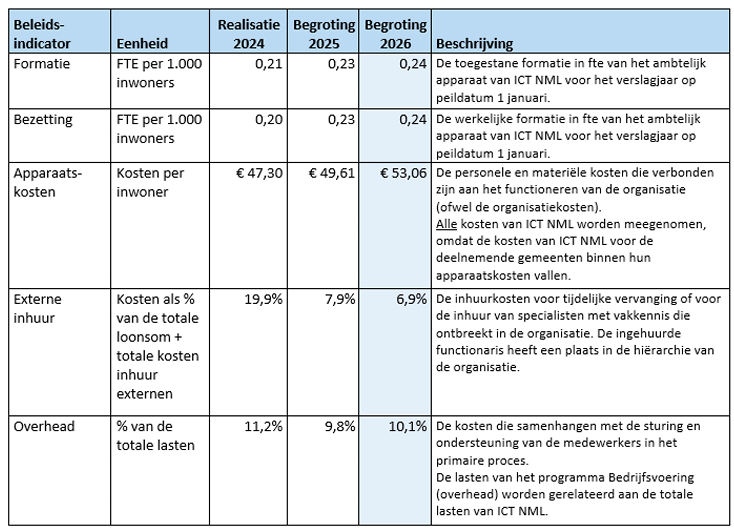 Beleids-
indicator
Eenheid
Realisatie
2024
Begroting
2025
Begroting
2026
Beschrijving
Formatie
FTE per 1.000
inwoners
0,21
0,23
0,24
De toegestane formatie in fte van het ambtelijk
apparaat van ICT NML voor het verslagjaar op
peildatum 1 januari.
Bezetting
FTE per 1.000
inwoners
0,20
0,23
0,24
De werkelijke formatie in fte van het ambtelijk
apparaat van ICT NML voor het verslagjaar op
peildatum 1 januari.
Apparaats-
kosten
Kosten per
inwoner
€ 47,30
€ 49,61
€ 53,06
De personele en materiële kosten die verbonden
zijn aan het functioneren van de organisatie
(ofwel de organisatiekosten).
Alle kosten van ICT NML worden meegenomen,
omdat de kosten van ICT NML voor de
deelnemende gemeenten binnen hun
apparaatskosten vallen.
Externe
inhuur
Kosten als %
van de totale
loonsom +
totale kosten
inhuur
externen
19,9%
7,9%
6,9%
De inhuurkosten voor tijdelijke vervanging of voor
de inhuur van specialisten met vakkennis die
ontbreekt in de organisatie. De ingehuurde
functionaris heeft een plaats in de hiërarchie van
de organisatie.
Overhead
% van de
totale lasten
11,2%
9,8%
10,1%
De kosten die samenhangen met de sturing en
ondersteuning van de medewerkers in het
primaire proces.
De lasten van het programma Bedrijfsvoering
(overhead) worden gerelateerd aan de totale
lasten van ICT NML.